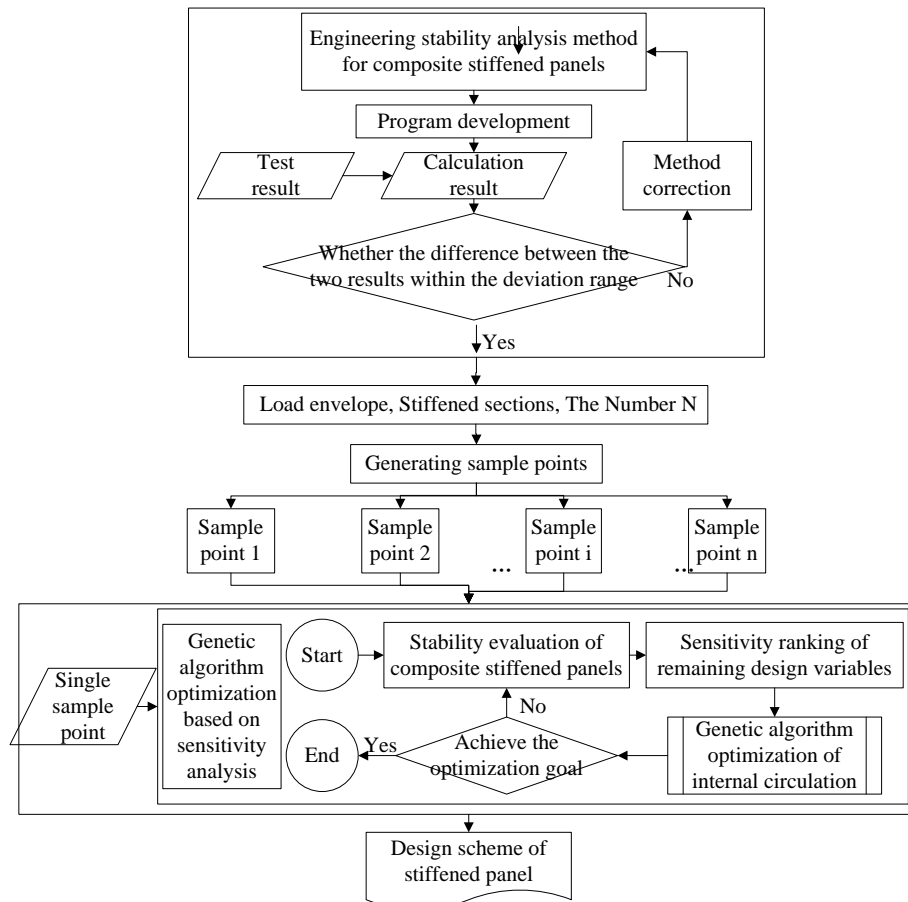 Engineering stability analysis method
for composite stiffened panels
Program development
Test
result
Calculation
result
Method
correction
Whether the difference between the
two results within the deviation range
No
Yes
Load envelope, Stiffened sections, The Number N
Generating sample points
Sample
point 1
Sample
point 2
...
Sample
point i
...
Sample
point n
Single
sample
point
Genetic
algorithm
optimization
based on
sensitivity
analysis
Start
Stability evaluation of
composite stiffened panels
Sensitivity ranking of
remaining design variables
No
End
Yes
Achieve the
optimization goal
Genetic algorithm
optimization of
internal circulation
Design scheme of
stiffened panel